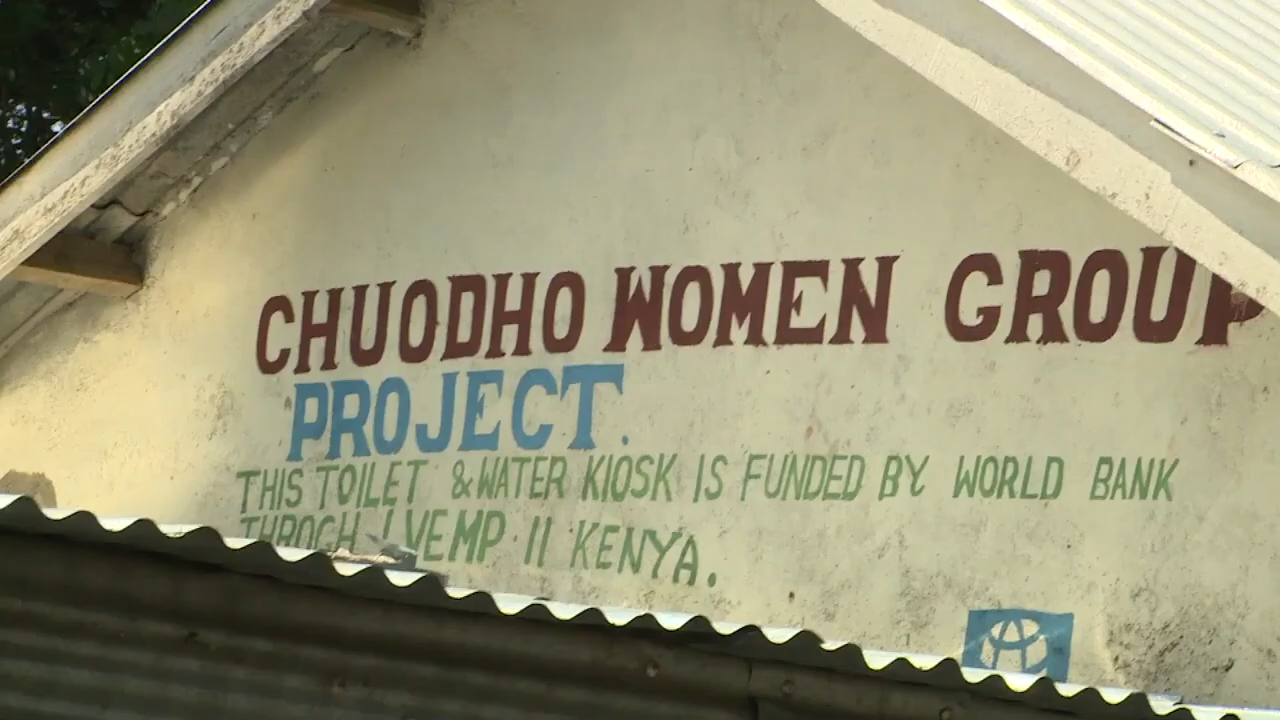 CHUODHO WOMEN GROUP
PROJECT.
THIS TOILET & WATER KIOSK IS FUNDED BY WORLD BANK
THROGH LVEMP II KENYA.